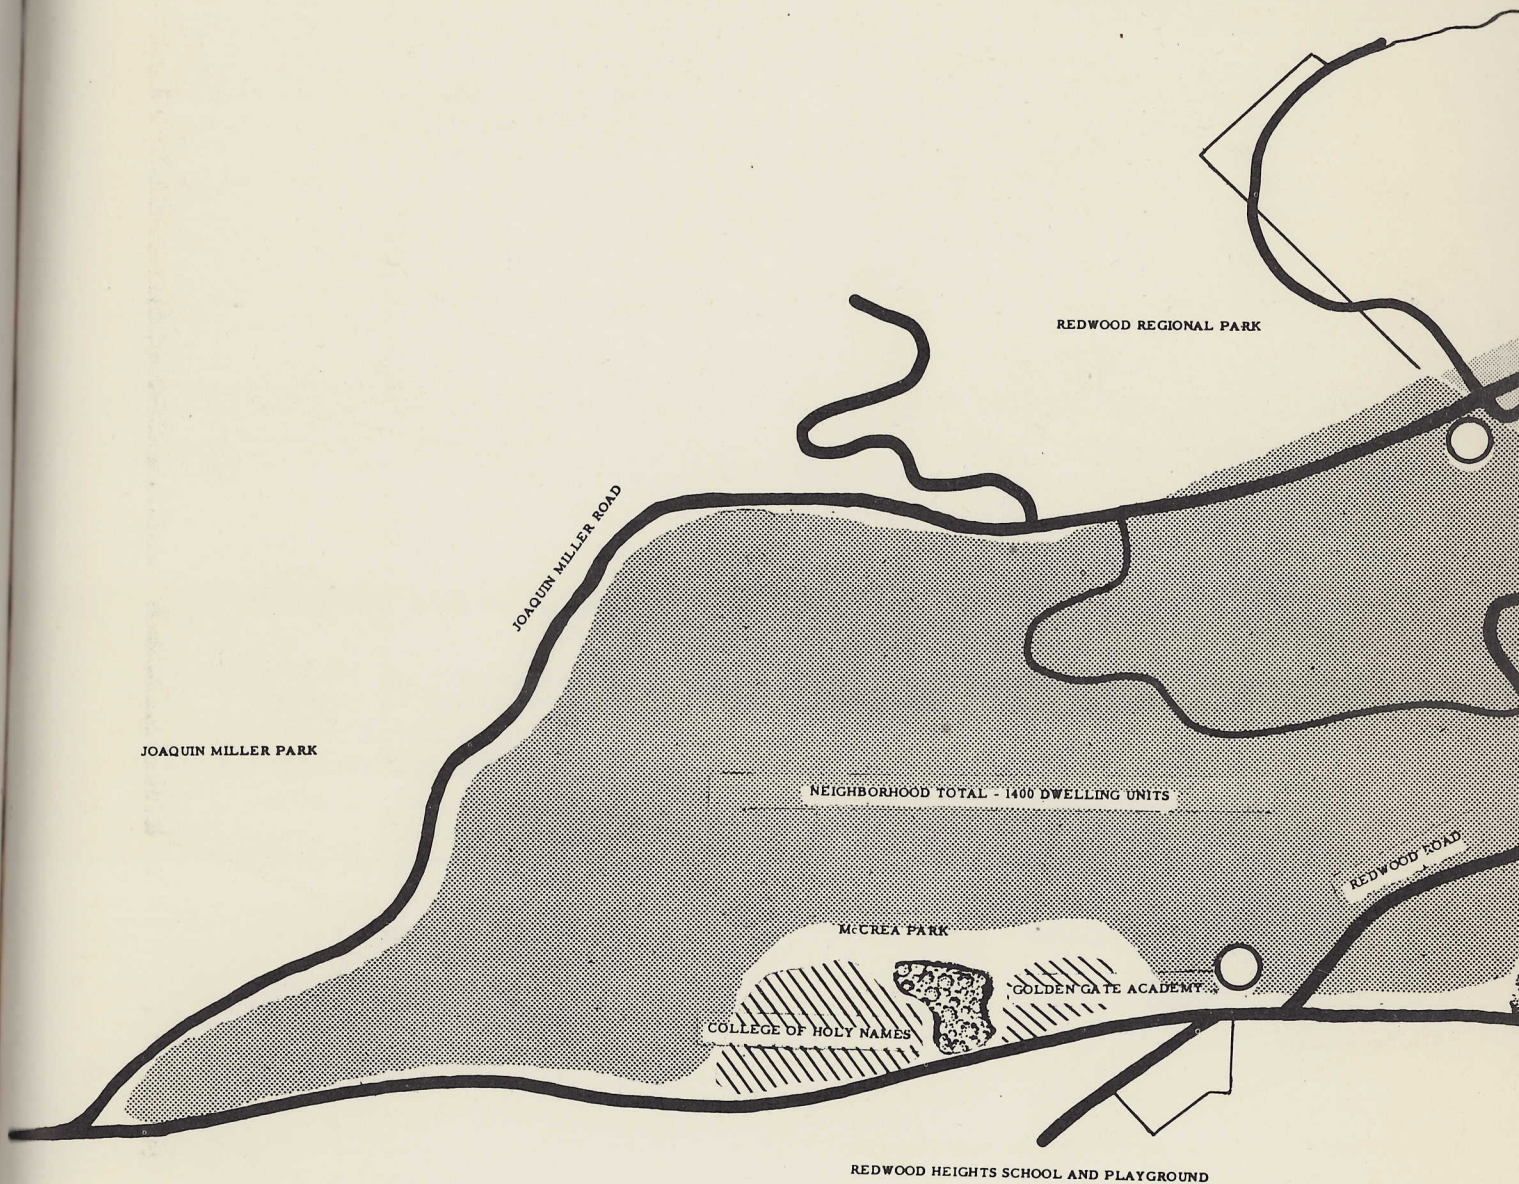 REDWOOD REGIONAL PARK
JOAQUIN MILLER ROAD
JOAQUIN MILLER PARK
NEIGHBORHOOD TOTAL - 1400 DWELLING UNITS
REDWOOD ROAD
McCREA PARK
GOLDEN GATE ACADEMY
COLLEGE OF HOLY NAMES
REDWOOD HEIGHTS SCHOOL AND PLAYGROUND